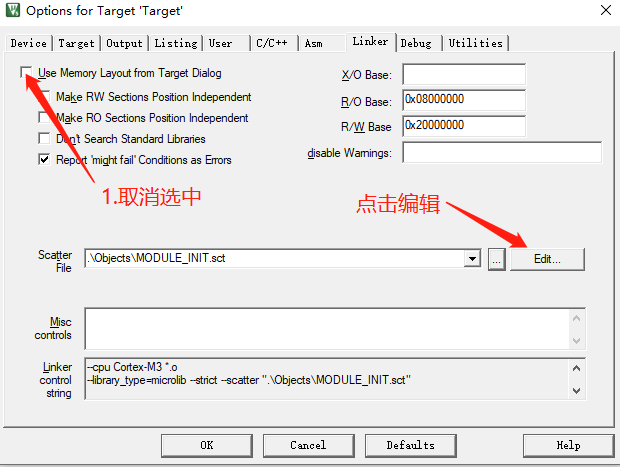 Options for Target 'Target'
Device Target Output Listing User C/C++ Asm Linker Debug Utilities
Use Memory Layout from Target Dialog
Make RW Sections Position Independent
Make RO Sections Position Independent
Don't Search Standard Libraries
Report 'might fail' Conditions as Errors
X/O Base:
R/O Base: 0x08000000
R/W Base 0x20000000
disable Warnings:
1.取消选中
点击编辑
Scatter
File
.\Objects\MODULE_INIT.sct
...
Edit...
Misc
controls
Linker
control
string
--cpu Cortex-M3 *.o
--library_type=microlib --strict --scatter ".\Objects\MODULE_INIT.sct"
OK Cancel Defaults Help